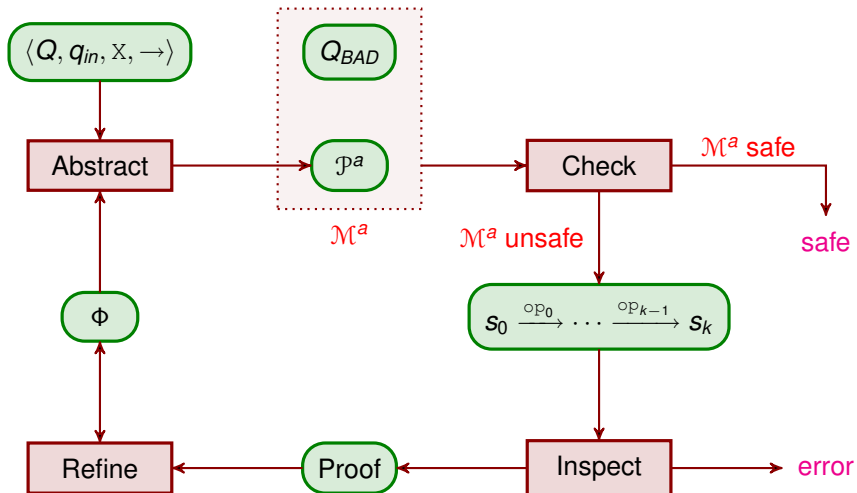 ⟨Q, q_in, X, →⟩
Q_BAD
Abstract
𝒫^a
Check
ℳ^a safe
ℳ^a
ℳ^a unsafe
safe
Φ
s_0 —op_0→ ··· —op_{k−1}→ s_k
Refine
Proof
Inspect
error